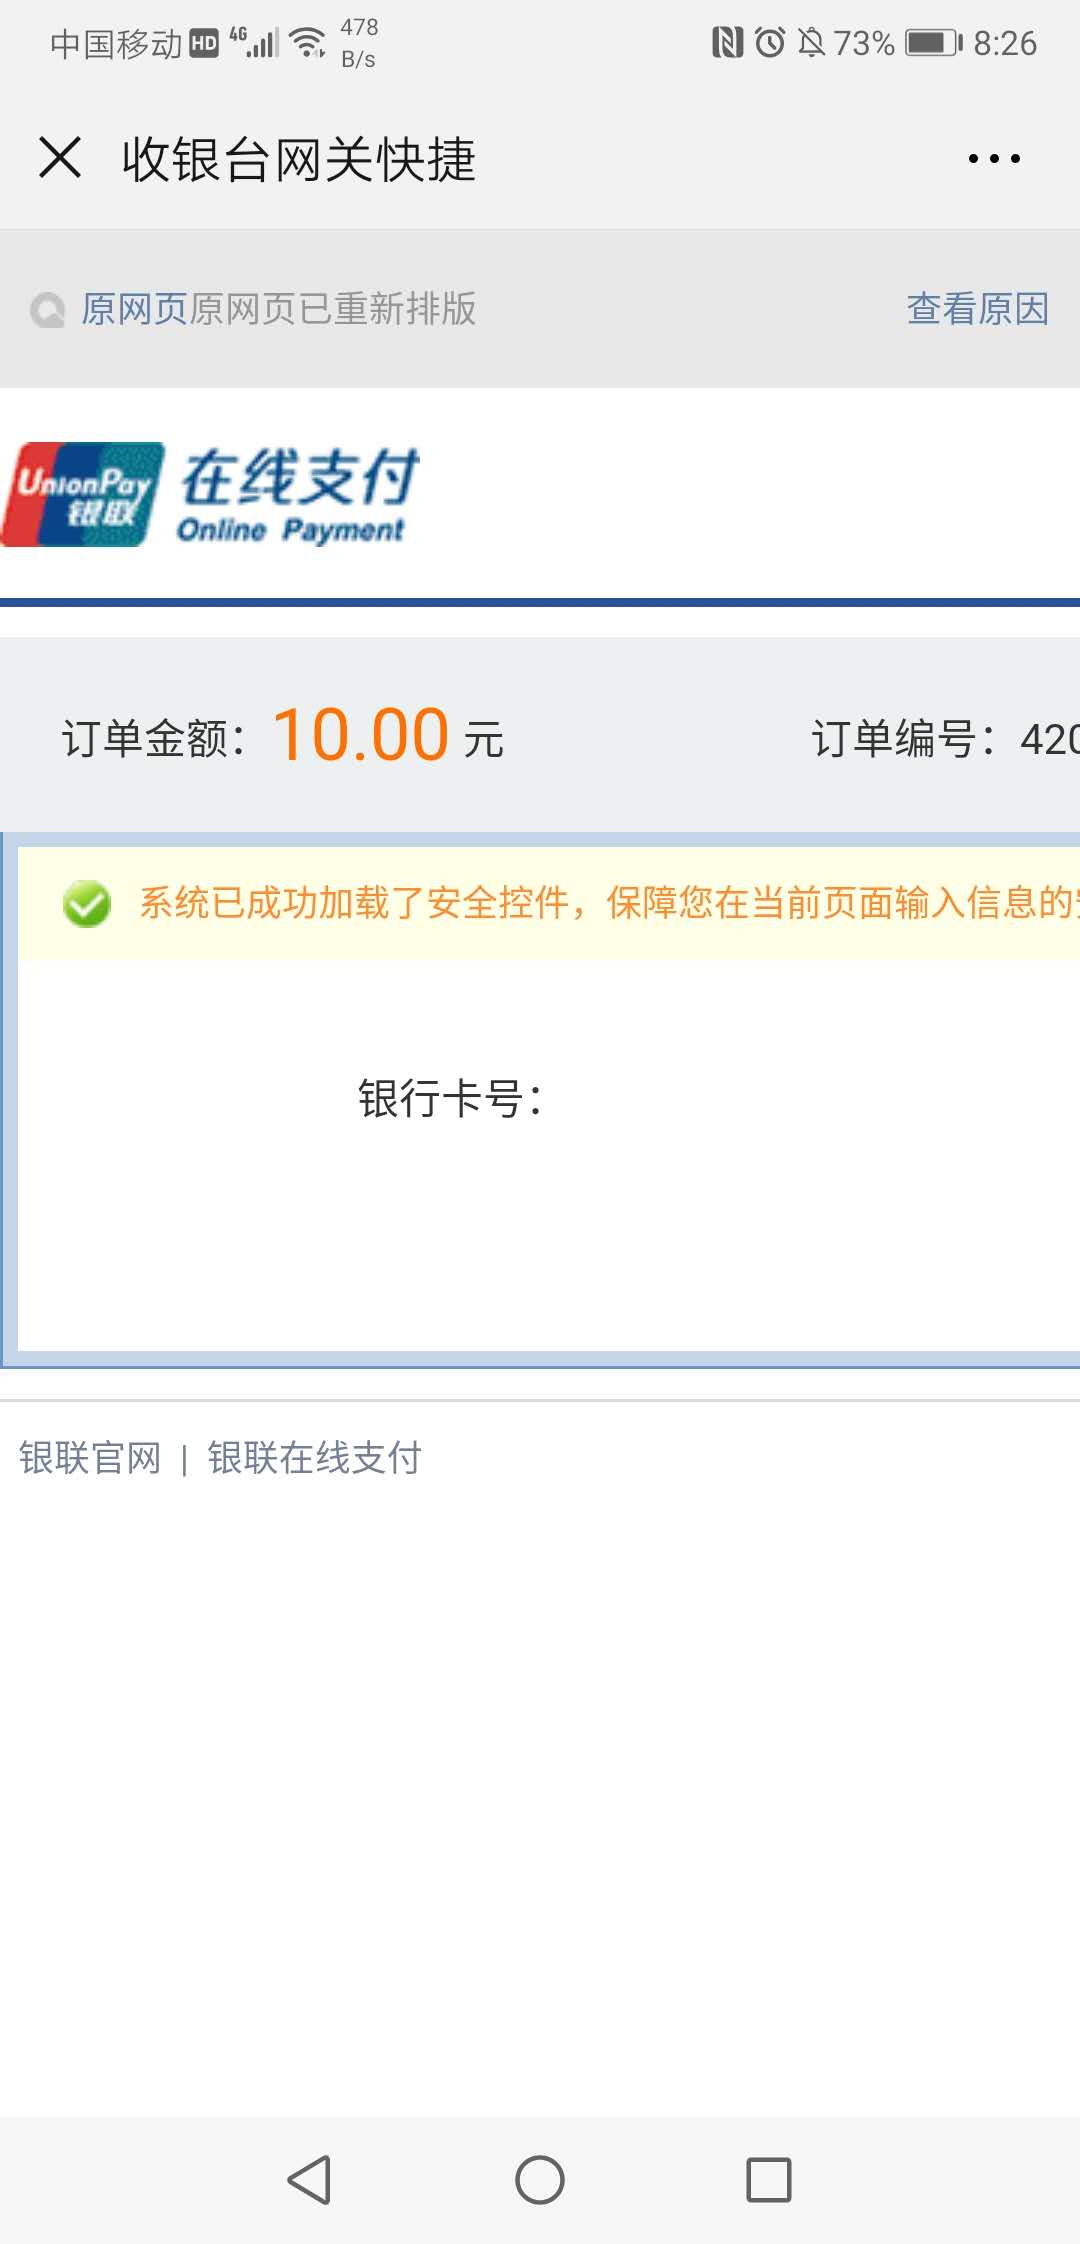 中国移动 HD 4G 478 B/s 73% 8:26
收银台网关快捷
原网页原网页已重新排版 查看原因
UnionPay 银联 在线支付
Online Payment
订单金额：10.00 元 订单编号：420
系统已成功加载了安全控件，保障您在当前页面输入信息的
银行卡号：
银联官网 | 银联在线支付